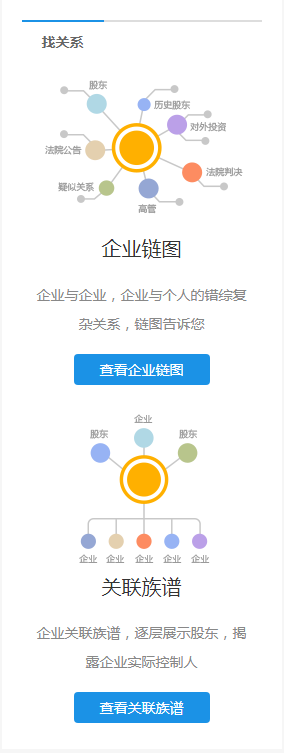 找关系
股东
历史股东
对外投资
法院公告
法院判决
疑似关系
高管
企业链图
企业与企业，企业与个人的错综复
杂关系，链图告诉您
查看企业链图
企业
股东
股东
企业 企业 企业 企业 企业
关联族谱
企业关联族谱，逐层展示股东，揭
露企业实际控制人
查看关联族谱